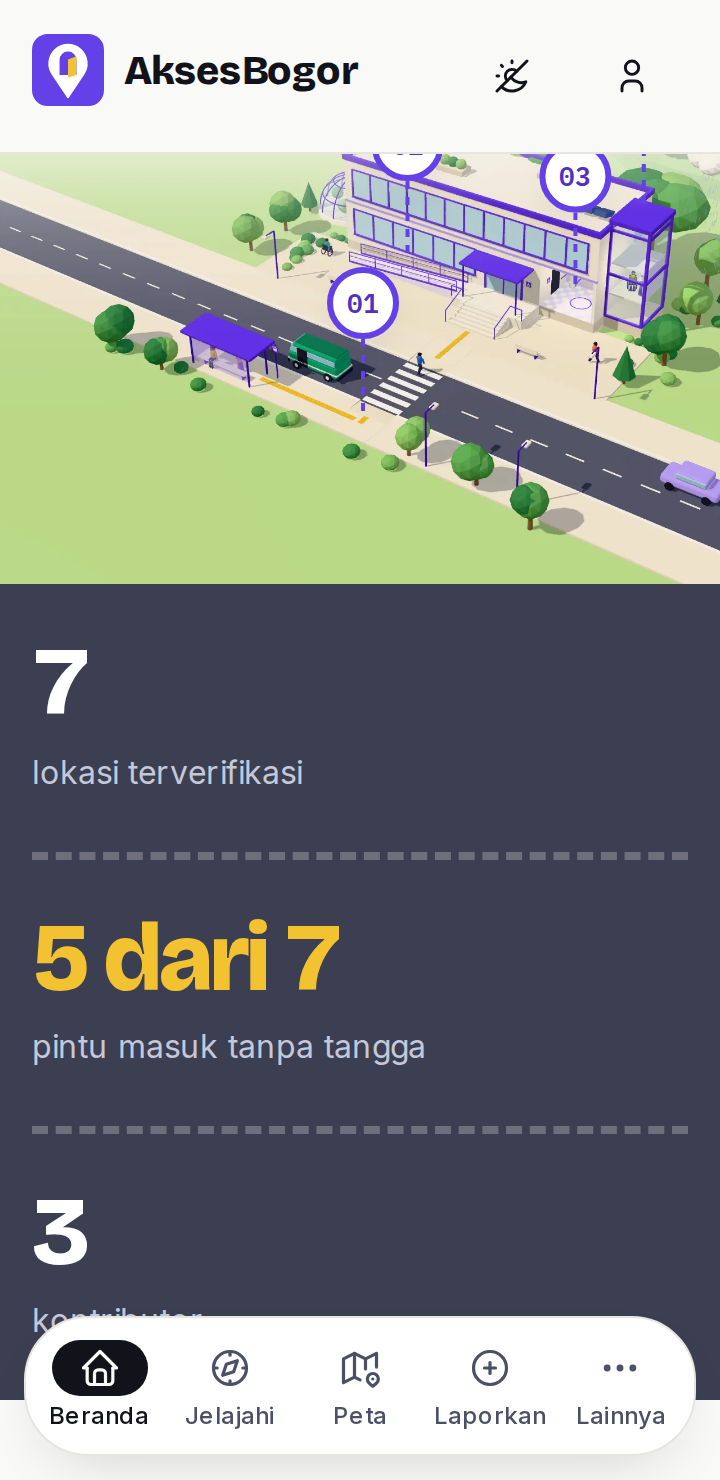 AksesBogor
03
01
7
lokasi terverifikasi
5 dari 7
pintu masuk tanpa tangga
3
kontributor
Beranda
Jelajahi
Peta
Laporkan
Lainnya